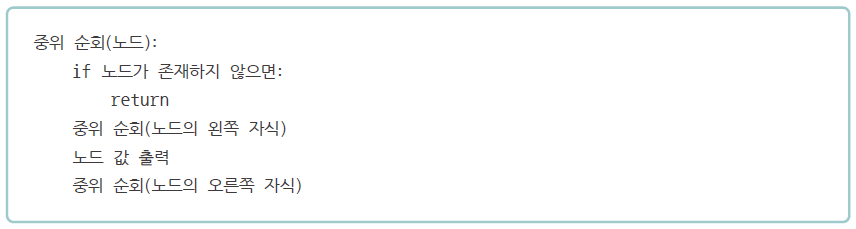 중위 순회(노드):
    if 노드가 존재하지 않으면:
        return
    중위 순회(노드의 왼쪽 자식)
    노드 값 출력
    중위 순회(노드의 오른쪽 자식)